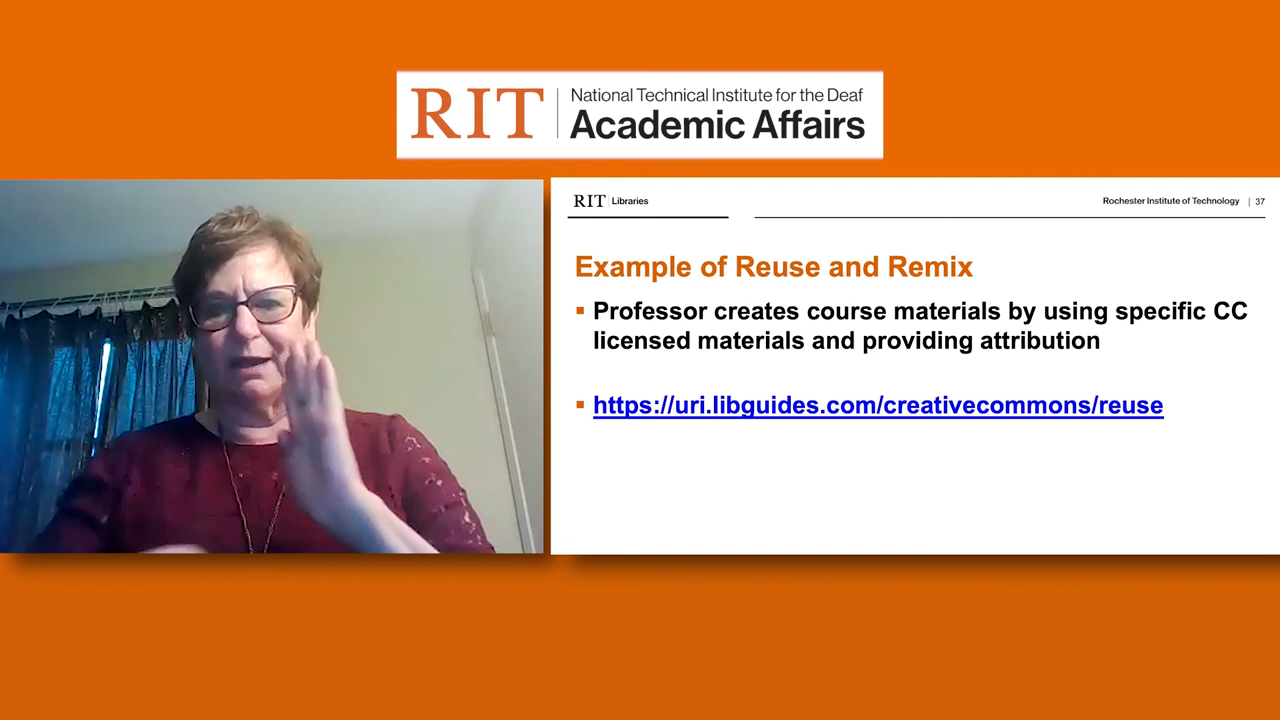 RIT
National Technical Institute for the Deaf
Academic Affairs
RIT Libraries
Rochester Institute of Technology | 37
Example of Reuse and Remix
▪ Professor creates course materials by using specific CC
licensed materials and providing attribution
▪ https://uri.libguides.com/creativecommons/reuse